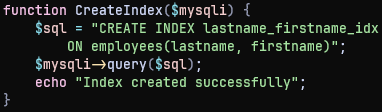 function CreateIndex($mysqli) {
    $sql = "CREATE INDEX lastname_firstname_idx
        ON employees(lastname, firstname)";
    $mysqli->query($sql);
    echo "Index created successfully";
}